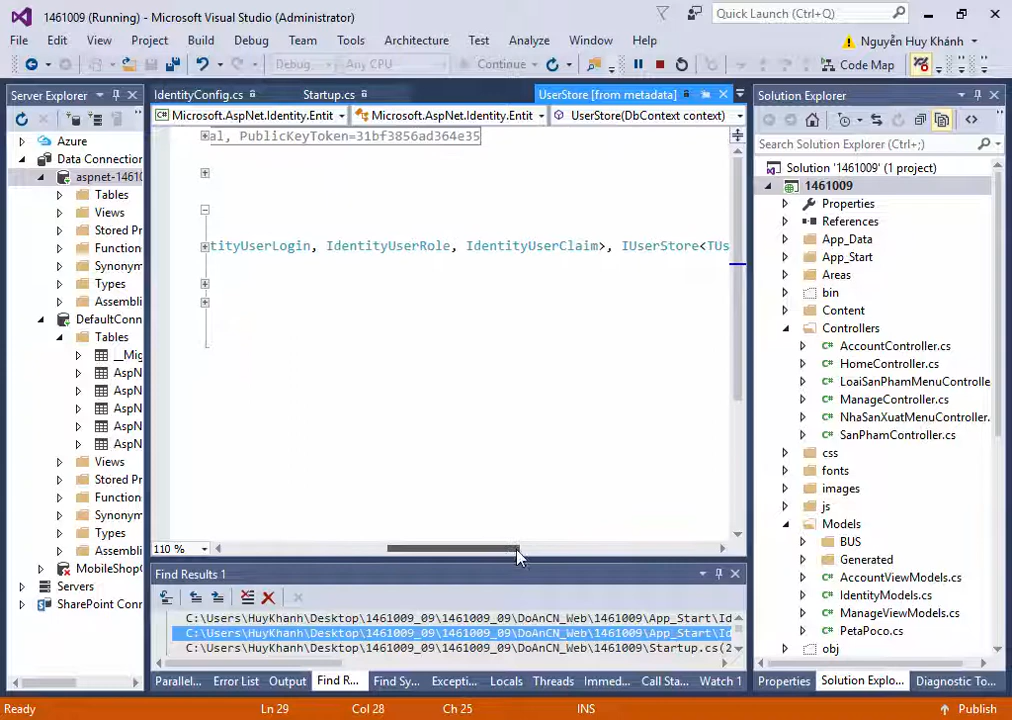 1461009 (Running) - Microsoft Visual Studio (Administrator)
Quick Launch (Ctrl+Q)
File Edit View Project Build Debug Team Tools Architecture Test Analyze Window Help
Nguyễn Huy Khánh
Debug Any CPU Continue Code Map
Server Explorer
Azure
Data Connection
aspnet-1461
Tables
Views
Stored Pr
Function
Synonym
Types
Assembli
DefaultConn
Tables
__Mig
AspN
AspN
AspN
AspN
AspN
Views
Stored Pr
Function
Synonym
Types
Assembli
MobileShop
Servers
SharePoint Conn
IdentityConfig.cs Startup.cs UserStore [from metadata]
Microsoft.AspNet.Identity.Entit Microsoft.AspNet.Identity.Entit UserStore(DbContext context)
al, PublicKeyToken=31bf3856ad364e35
tityUserLogin, IdentityUserRole, IdentityUserClaim>, IUserStore<TUs
110 %
Find Results 1
C:\Users\HuyKhanh\Desktop\1461009_09\1461009_09\DoAnCN_Web\1461009\App_Start\Id
C:\Users\HuyKhanh\Desktop\1461009_09\1461009_09\DoAnCN_Web\1461009\App_Start\Id
C:\Users\HuyKhanh\Desktop\1461009_09\1461009_09\DoAnCN_Web\1461009\Startup.cs(2
Parallel... Error List Output Find R... Find Sy... Excepti... Locals Threads Immed... Call Sta... Watch 1
Solution Explorer
Search Solution Explorer (Ctrl+;)
Solution '1461009' (1 project)
1461009
Properties
References
App_Data
App_Start
Areas
bin
Content
Controllers
AccountController.cs
HomeController.cs
LoaiSanPhamMenuControlle
ManageController.cs
NhaSanXuatMenuController.
SanPhamController.cs
css
fonts
images
js
Models
BUS
Generated
AccountViewModels.cs
IdentityModels.cs
ManageViewModels.cs
PetaPoco.cs
obj
Properties Solution Explo... Diagnostic To...
Ready Ln 29 Col 28 Ch 25 INS Publish